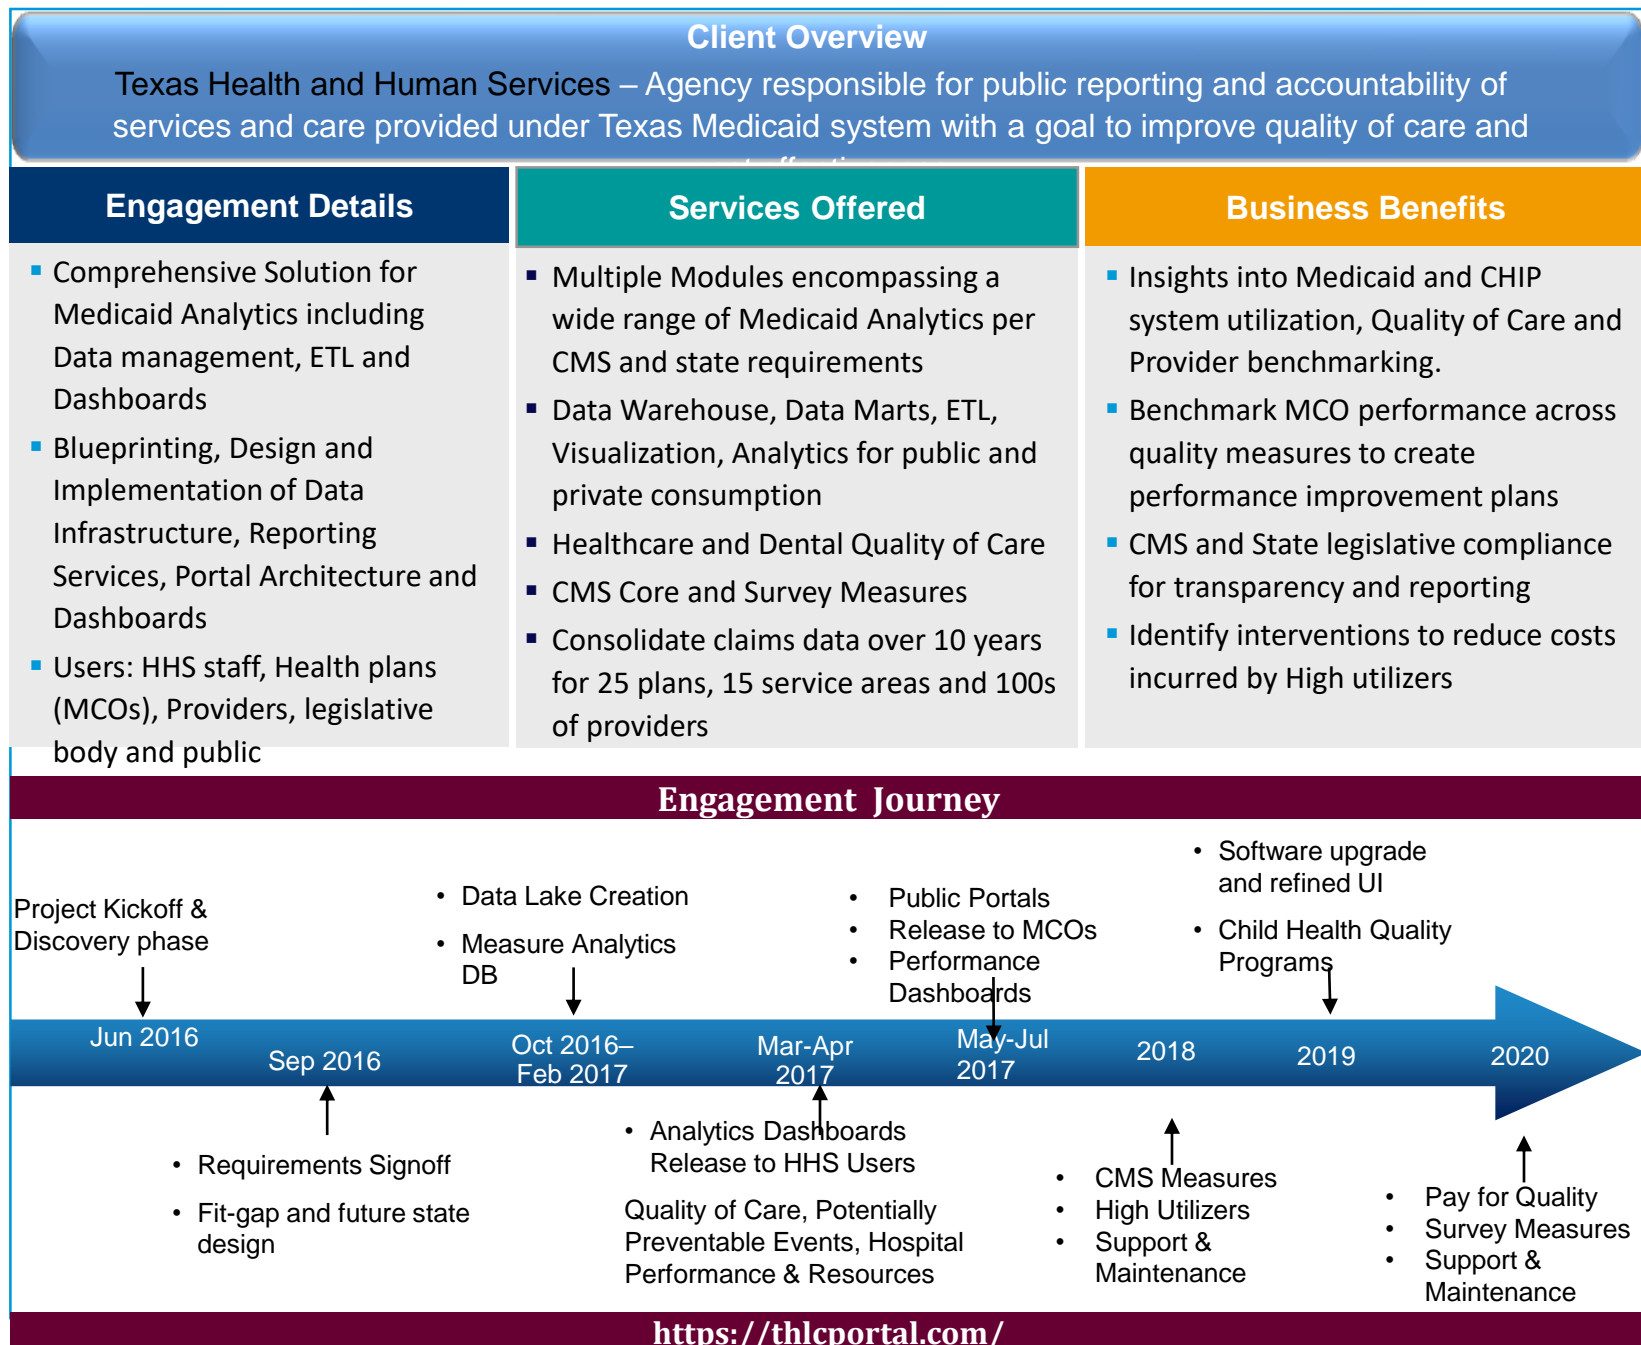 Client Overview
Texas Health and Human Services – Agency responsible for public reporting and accountability of
services and care provided under Texas Medicaid system with a goal to improve quality of care and
Engagement Details
Comprehensive Solution for
Medicaid Analytics including
Data management, ETL and
Dashboards
Blueprinting, Design and
Implementation of Data
Infrastructure, Reporting
Services, Portal Architecture and
Dashboards
Users: HHS staff, Health plans
(MCOs), Providers, legislative
body and public
Services Offered
Multiple Modules encompassing a
wide range of Medicaid Analytics per
CMS and state requirements
Data Warehouse, Data Marts, ETL,
Visualization, Analytics for public and
private consumption
Healthcare and Dental Quality of Care
CMS Core and Survey Measures
Consolidate claims data over 10 years
for 25 plans, 15 service areas and 100s
of providers
Business Benefits
Insights into Medicaid and CHIP
system utilization, Quality of Care and
Provider benchmarking.
Benchmark MCO performance across
quality measures to create
performance improvement plans
CMS and State legislative compliance
for transparency and reporting
Identify interventions to reduce costs
incurred by High utilizers
Engagement Journey
Project Kickoff &
Discovery phase
• Data Lake Creation
• Measure Analytics
DB
• Public Portals
• Release to MCOs
• Performance
Dashboards
• Software upgrade
and refined UI
• Child Health Quality
Programs
Jun 2016
Sep 2016
Oct 2016–
Feb 2017
Mar-Apr
2017
May-Jul
2017
2018
2019
2020
• Requirements Signoff
• Fit-gap and future state
design
• Analytics Dashboards
Release to HHS Users
Quality of Care, Potentially
Preventable Events, Hospital
Performance & Resources
• CMS Measures
• High Utilizers
• Support &
Maintenance
• Pay for Quality
• Survey Measures
• Support &
Maintenance
https://thlcportal.com/